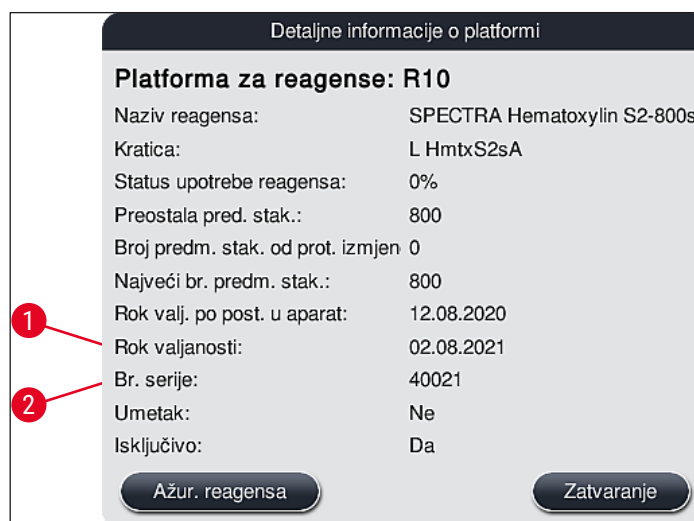 Detaljne informacije o platformi
Platforma za reagense: R10
Naziv reagensa: SPECTRA Hematoxylin S2-800s
Kratica: L HmtxS2sA
Status upotrebe reagensa: 0%
Preostala pred. stak.: 800
Broj predm. stak. od prot. izmjen 0
Najveći br. predm. stak.: 800
Rok valj. po post. u aparat: 12.08.2020
1
Rok valjanosti: 02.08.2021
Br. serije: 40021
2
Umetak: Ne
Isključivo: Da
Ažur. reagensa Zatvaranje